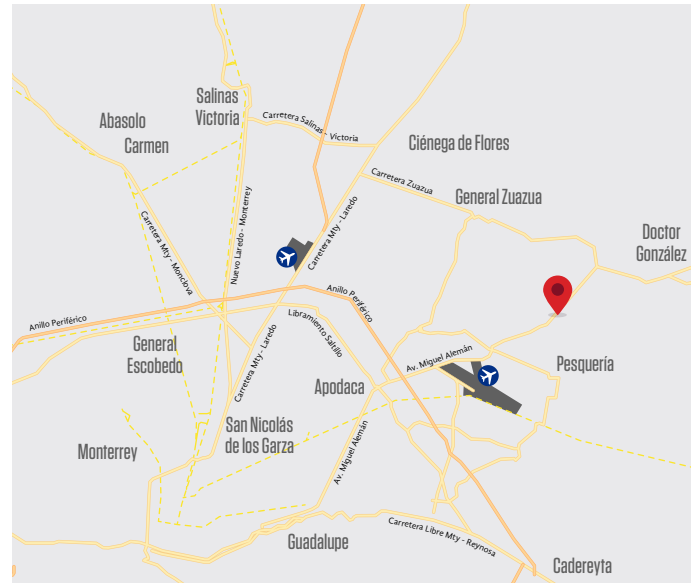 Salinas
Victoria
Abasolo
Carmen
Carretera Salinas - Victoria
Ciénega de Flores
Carretera Zuazua
General Zuazua
Doctor
González
Carretera Mty - Monclova
Nuevo Laredo - Monterrey
Carretera Mty - Laredo
Anillo Periférico
Anillo Periférico
Libramiento Saltillo
General
Escobedo
Carretera Mty - Laredo
Av. Miguel Alemán
Pesquería
Apodaca
San Nicolás
de los Garza
Monterrey
Av. Miguel Alemán
Carretera Libre Mty - Reynosa
Guadalupe
Cadereyta